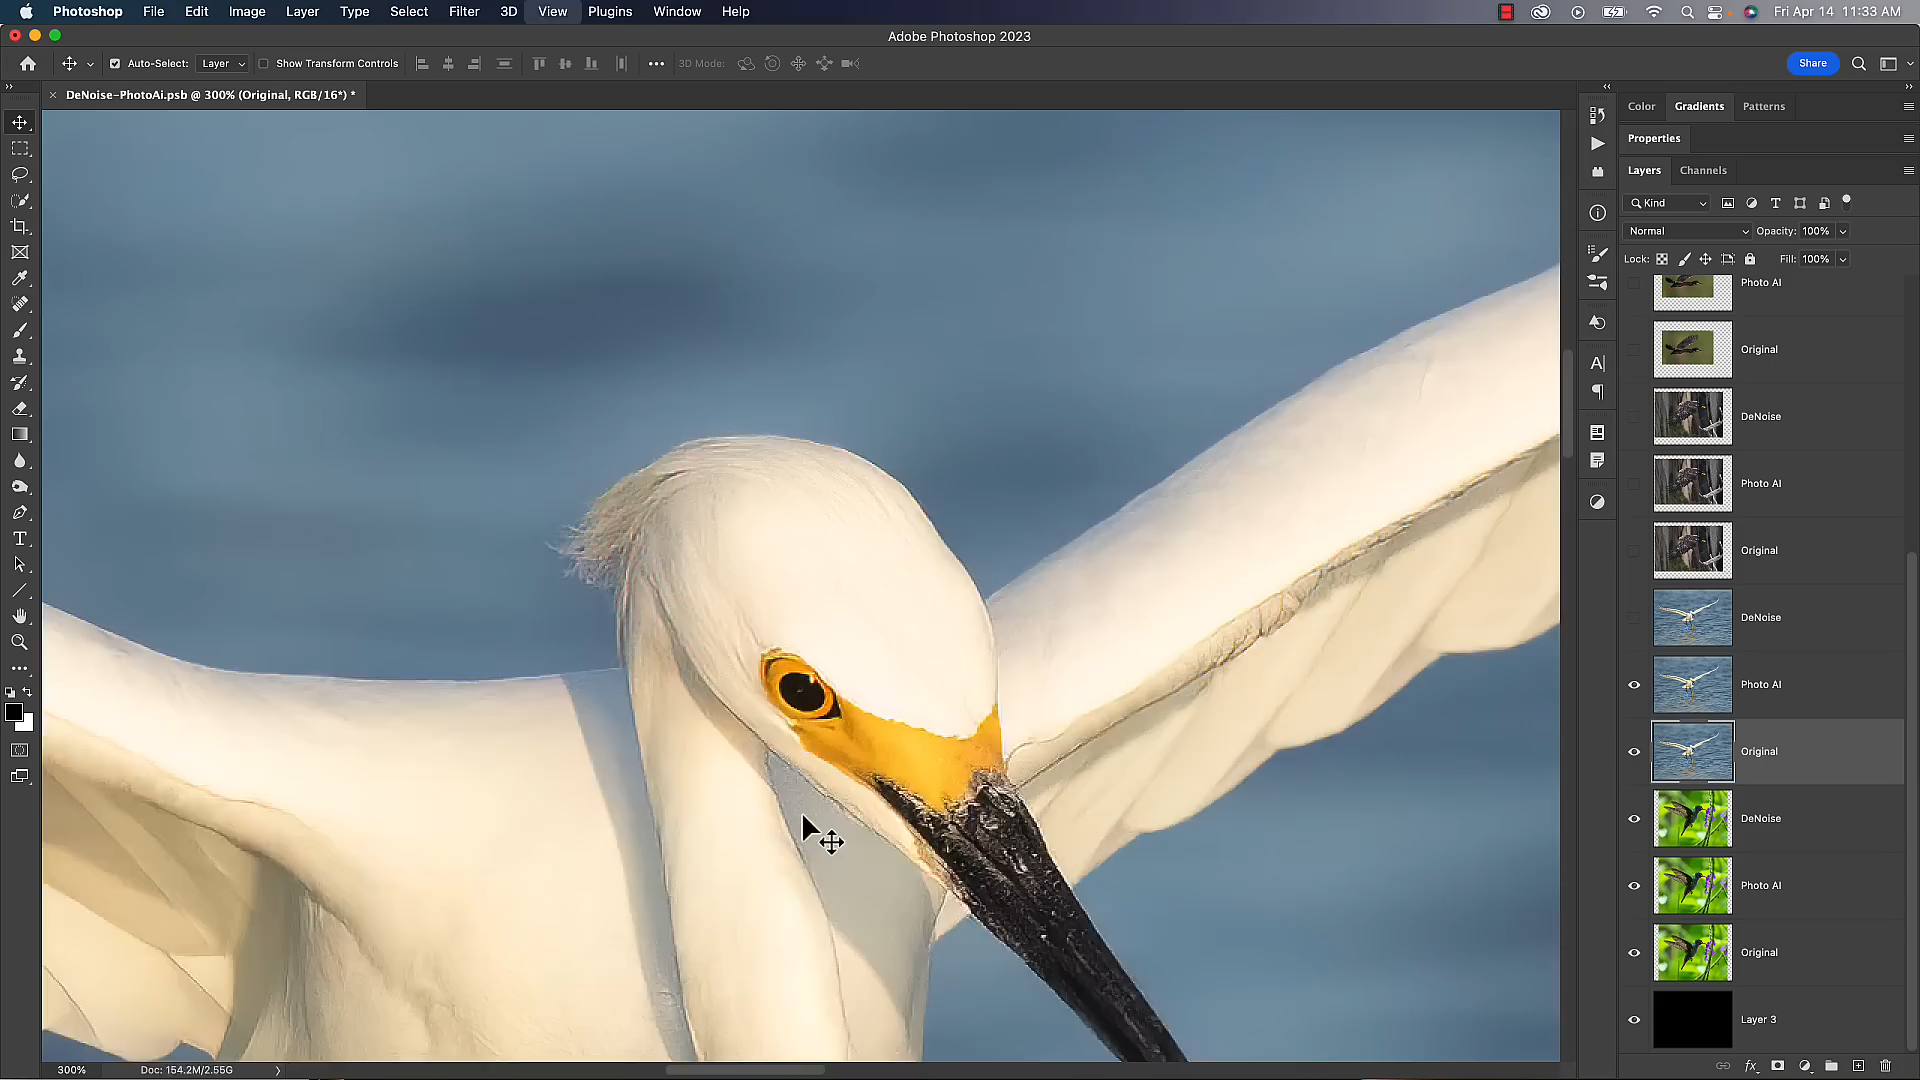 Photoshop File Edit Image Layer Type Select Filter 3D View Plugins Window Help Fri Apr 14 11:33 AM
Adobe Photoshop 2023
Auto-Select: Layer Show Transform Controls 3D Mode: Share
DeNoise-PhotoAi.psb @ 300% (Original, RGB/16*) *
Color Gradients Patterns
Properties
Layers Channels
Kind
Normal Opacity: 100%
Lock: Fill: 100%
Photo AI
Original
DeNoise
Photo AI
Original
DeNoise
Photo AI
Original
DeNoise
Photo AI
Original
Layer 3
300% Doc: 154.2M/2.55G